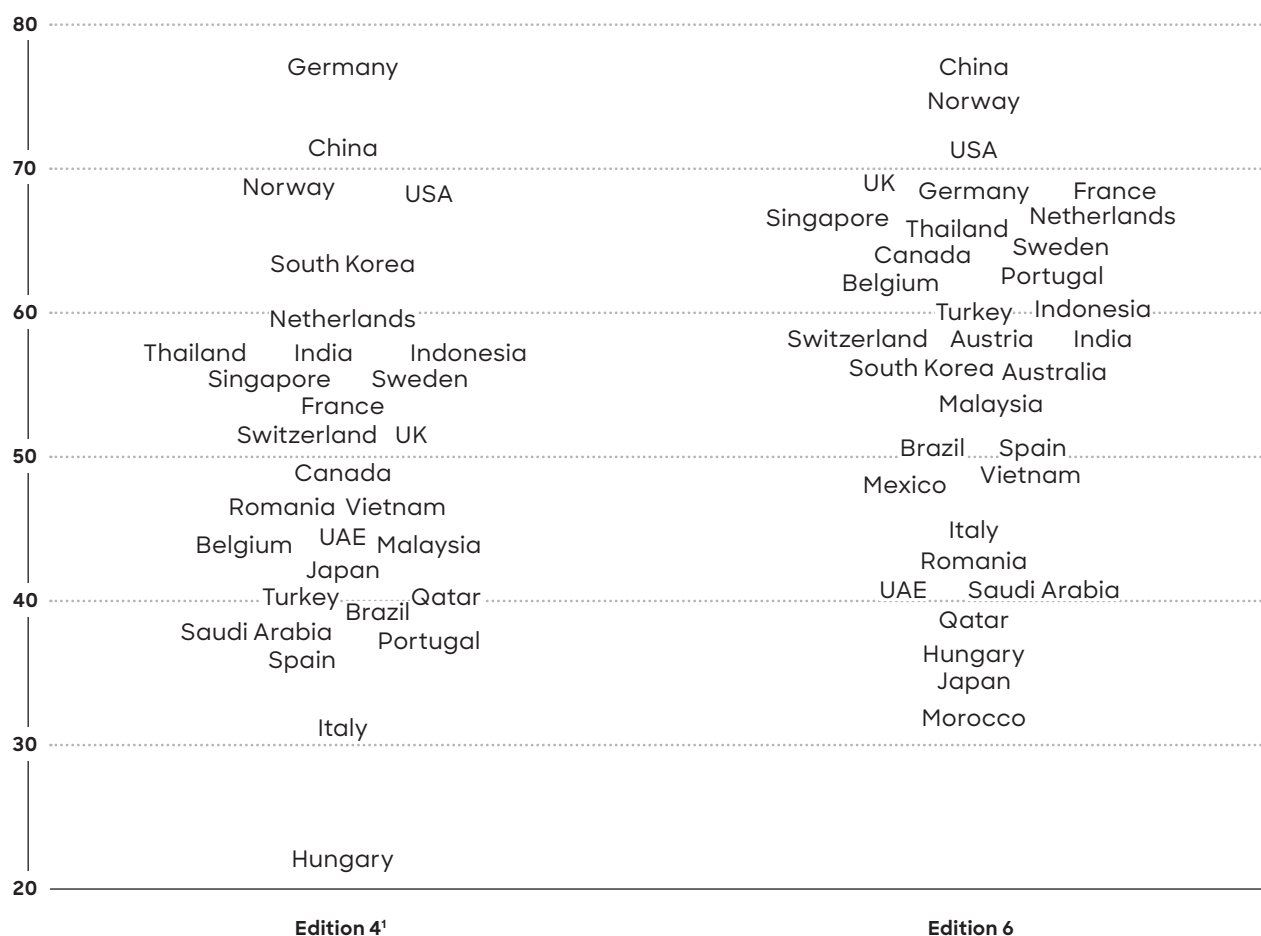 80
Germany
China
Norway
China
USA
70
Norway USA
UK Germany France
Singapore Thailand Netherlands
South Korea
Canada Sweden
Belgium Portugal
60
Netherlands
Turkey Indonesia
Thailand India Indonesia
Switzerland Austria India
Singapore Sweden
South Korea Australia
France
Malaysia
Switzerland UK
50
Brazil Spain
Canada
Mexico Vietnam
Romania Vietnam
Belgium UAE Malaysia
Italy
Japan
Romania
40
Turkey Brazil Qatar
UAE Saudi Arabia
Saudi Arabia Portugal
Qatar
Spain
Hungary
Japan
Italy
Morocco
30
Hungary
20
Edition 4¹ Edition 6